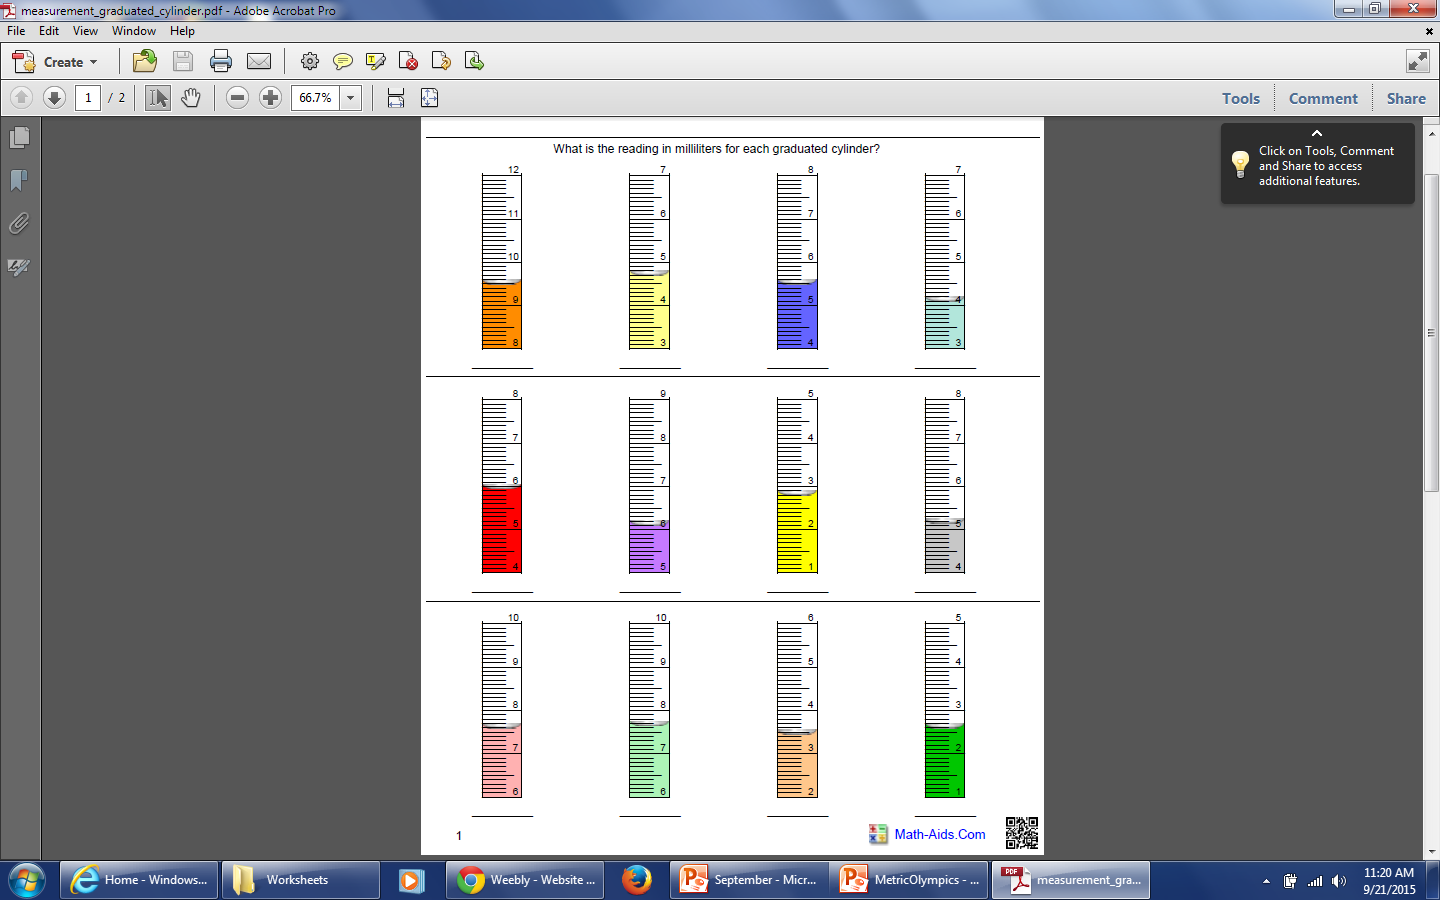 measurement_graduated_cylinder.pdf - Adobe Acrobat Pro
File Edit View Window Help
Create
1 / 2 66.7% Tools Comment Share
Click on Tools, Comment
and Share to access
additional features.
What is the reading in milliliters for each graduated cylinder?
12 7 8 7
11 6 7 6
10 5 6 5
9 4 5 4
8 3 4 3
8 9 5 8
7 8 4 7
6 7 3 6
5 6 2 5
4 5 1 4
10 10 6 5
9 9 5 4
8 8 4 3
7 7 3 2
6 6 2 1
1 Math-Aids.Com
Home - Windows... Worksheets Weebly - Website ... September - Micr... MetricOlympics - ... measurement_gra...
11:20 AM
9/21/2015